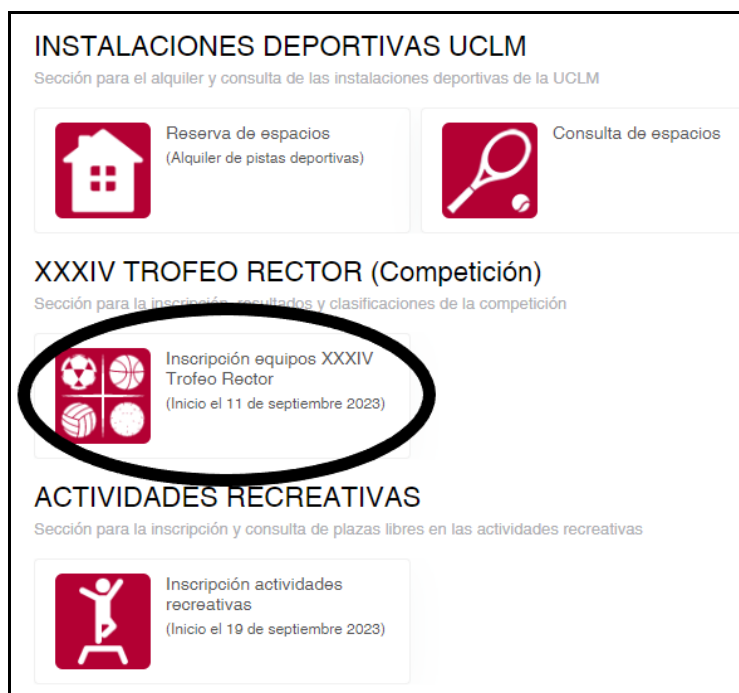 INSTALACIONES DEPORTIVAS UCLM
Sección para el alquiler y consulta de las instalaciones deportivas de la UCLM
Reserva de espacios
(Alquiler de pistas deportivas)
Consulta de espacios
XXXIV TROFEO RECTOR (Competición)
Sección para la inscripción, resultados y clasificaciones de la competición
Inscripción equipos XXXIV
Trofeo Rector
(Inicio el 11 de septiembre 2023)
ACTIVIDADES RECREATIVAS
Sección para la inscripción y consulta de plazas libres en las actividades recreativas
Inscripción actividades
recreativas
(Inicio el 19 de septiembre 2023)